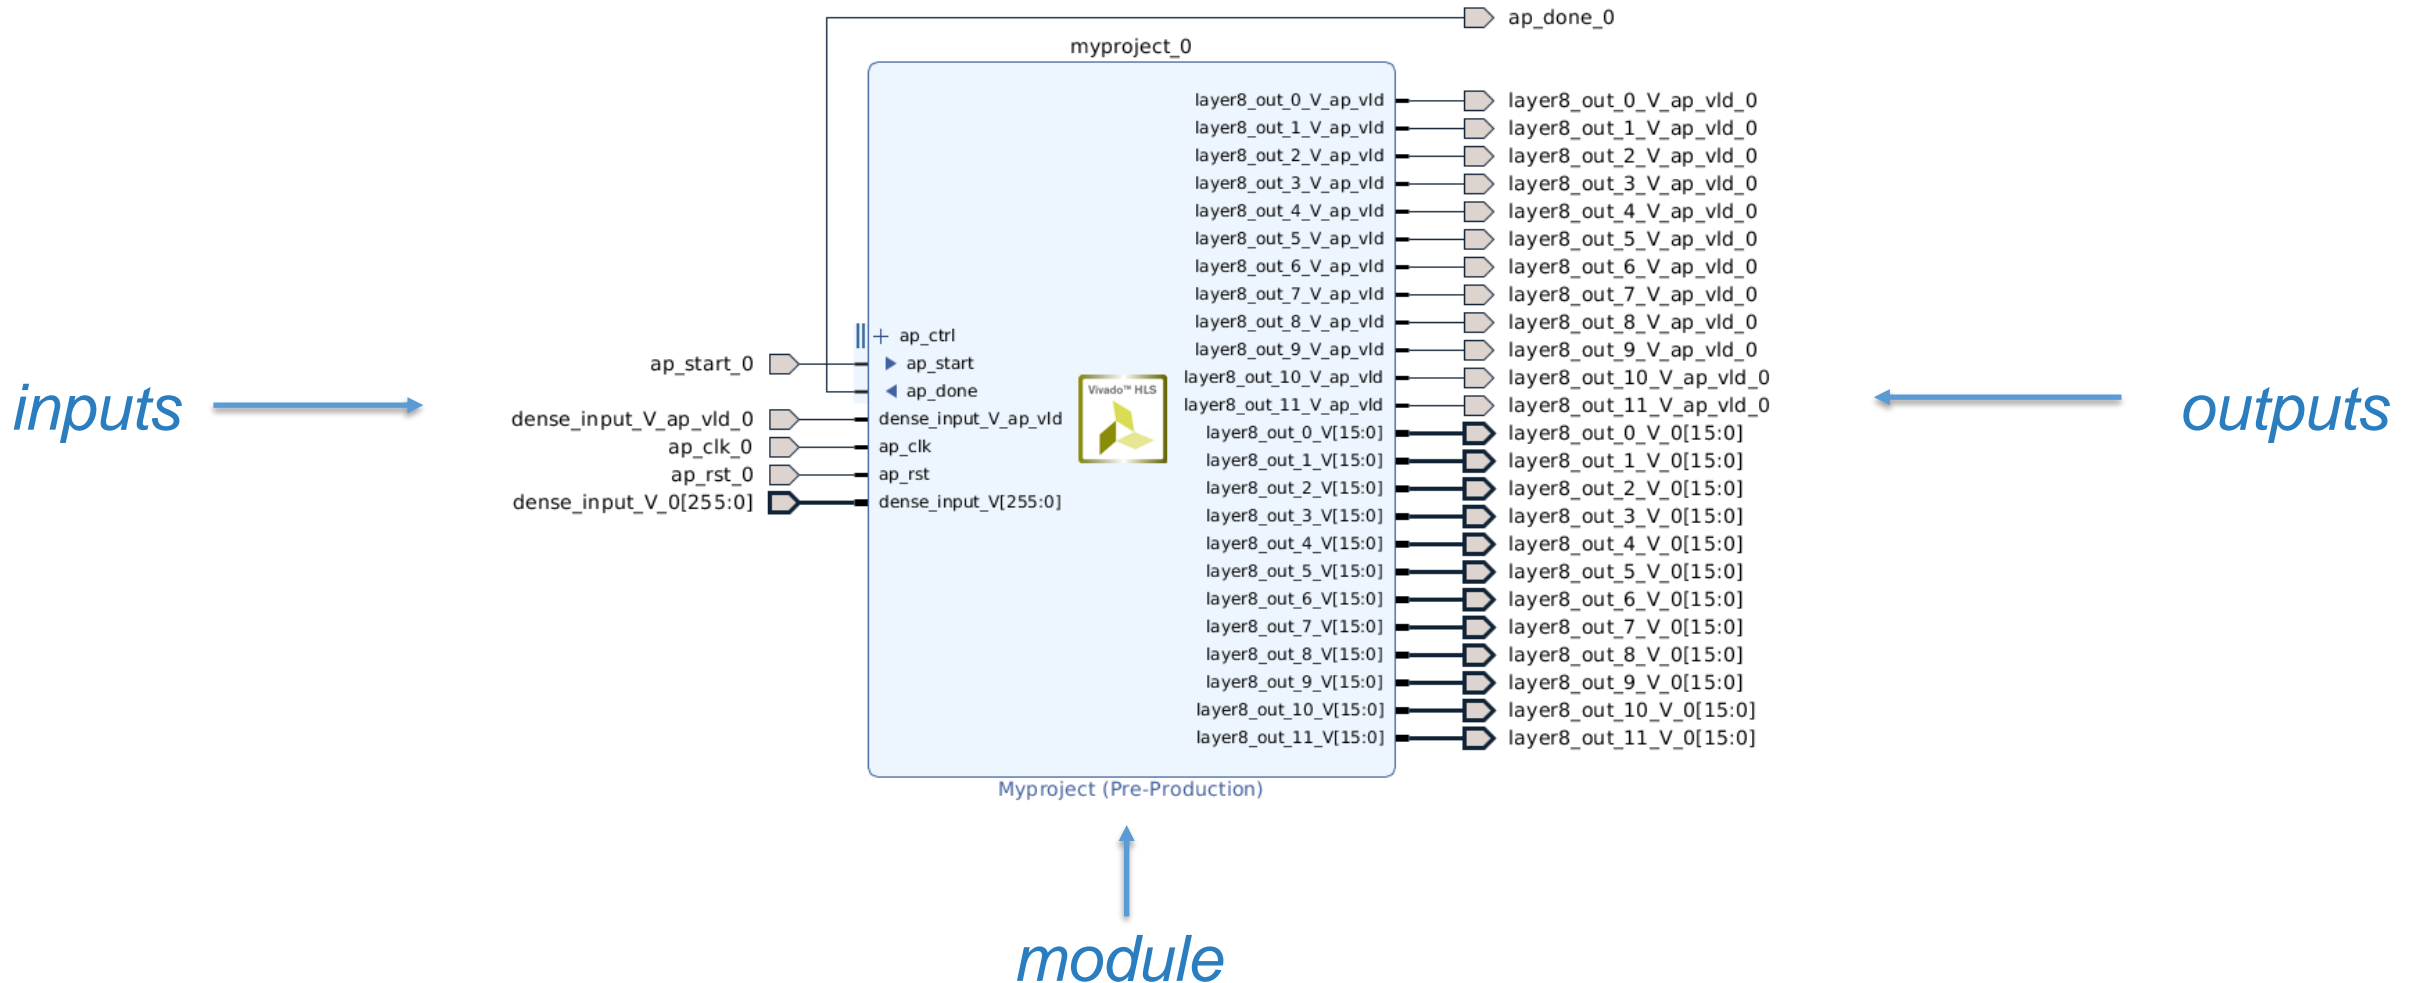 ap_done_0
myproject_0
layer8_out_0_V_ap_vld layer8_out_0_V_ap_vld_0
layer8_out_1_V_ap_vld layer8_out_1_V_ap_vld_0
layer8_out_2_V_ap_vld layer8_out_2_V_ap_vld_0
layer8_out_3_V_ap_vld layer8_out_3_V_ap_vld_0
layer8_out_4_V_ap_vld layer8_out_4_V_ap_vld_0
layer8_out_5_V_ap_vld layer8_out_5_V_ap_vld_0
layer8_out_6_V_ap_vld layer8_out_6_V_ap_vld_0
layer8_out_7_V_ap_vld layer8_out_7_V_ap_vld_0
layer8_out_8_V_ap_vld layer8_out_8_V_ap_vld_0
ap_ctrl layer8_out_9_V_ap_vld layer8_out_9_V_ap_vld_0
ap_start_0 ap_start layer8_out_10_V_ap_vld layer8_out_10_V_ap_vld_0
ap_done Vivado™ HLS layer8_out_11_V_ap_vld layer8_out_11_V_ap_vld_0
inputs outputs
dense_input_V_ap_vld_0 dense_input_V_ap_vld layer8_out_0_V[15:0] layer8_out_0_V_0[15:0]
ap_clk_0 ap_clk layer8_out_1_V[15:0] layer8_out_1_V_0[15:0]
ap_rst_0 ap_rst layer8_out_2_V[15:0] layer8_out_2_V_0[15:0]
dense_input_V_0[255:0] dense_input_V[255:0] layer8_out_3_V[15:0] layer8_out_3_V_0[15:0]
layer8_out_4_V[15:0] layer8_out_4_V_0[15:0]
layer8_out_5_V[15:0] layer8_out_5_V_0[15:0]
layer8_out_6_V[15:0] layer8_out_6_V_0[15:0]
layer8_out_7_V[15:0] layer8_out_7_V_0[15:0]
layer8_out_8_V[15:0] layer8_out_8_V_0[15:0]
layer8_out_9_V[15:0] layer8_out_9_V_0[15:0]
layer8_out_10_V[15:0] layer8_out_10_V_0[15:0]
layer8_out_11_V[15:0] layer8_out_11_V_0[15:0]
Myproject (Pre-Production)
module